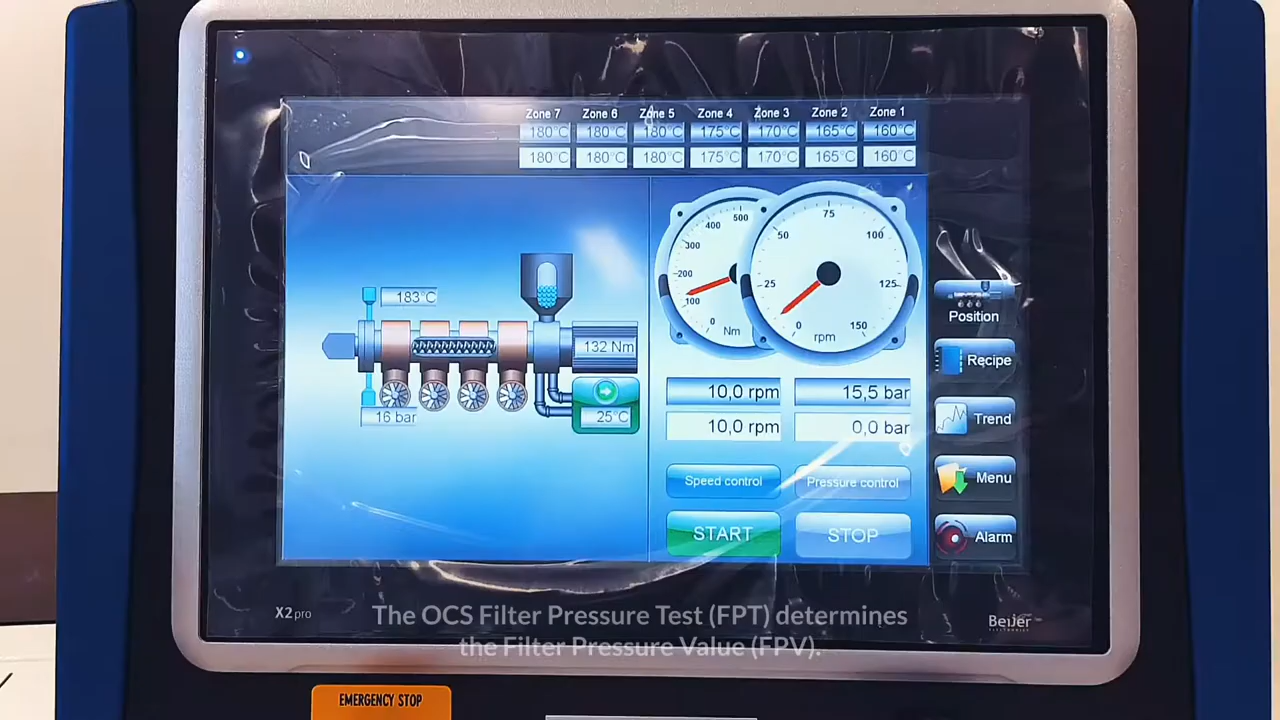 Zone 7 Zone 6 Zone 5 Zone 4 Zone 3 Zone 2 Zone 1
180°C 180°C 180°C 175°C 170°C 165°C 160°C
180°C 180°C 180°C 175°C 170°C 165°C 160°C
183°C
132 Nm
16 bar
25°C
0 100 200 300 400 500
Nm
0 25 50 75 100 125 150
rpm
10,0 rpm 15,5 bar
10,0 rpm 0,0 bar
Speed control Pressure control
START STOP
Position
Recipe
Trend
Menu
Alarm
X2 pro
Beijer
ELECTRONICS
The OCS Filter Pressure Test (FPT) determines
the Filter Pressure Value (FPV).
EMERGENCY STOP